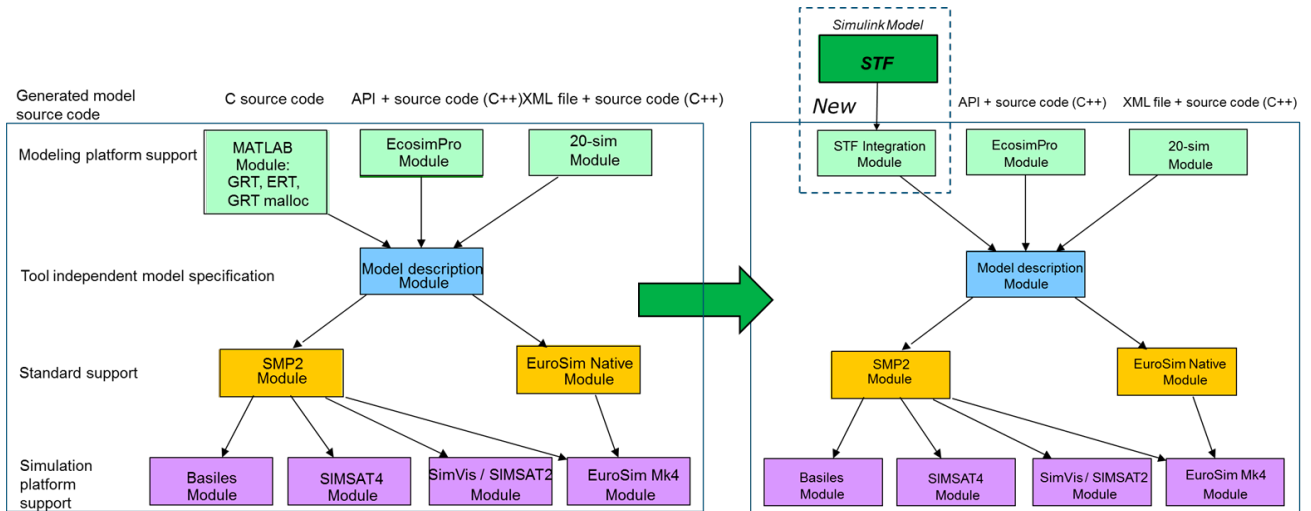 Simulink Model
STF
New
Generated model
source code
C source code
API + source code (C++)
XML file + source code (C++)
API + source code (C++)
XML file + source code (C++)
Modeling platform support
MATLAB
Module:
GRT, ERT,
GRT malloc
EcosimPro
Module
20-sim
Module
STF Integration
Module
EcosimPro
Module
20-sim
Module
Tool independent model specification
Model description
Module
Model description
Module
Standard support
SMP2
Module
EuroSim Native
Module
SMP2
Module
EuroSim Native
Module
Simulation
platform
support
Basiles
Module
SIMSAT4
Module
SimVis / SIMSAT2
Module
EuroSim Mk4
Module
Basiles
Module
SIMSAT4
Module
SimVis / SIMSAT2
Module
EuroSim Mk4
Module